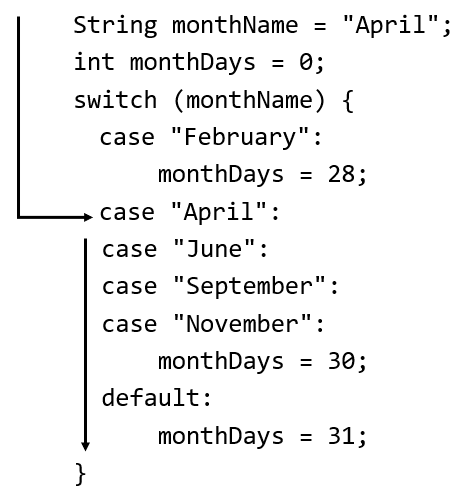 String monthName = "April";
int monthDays = 0;
switch (monthName) {
case "February":
monthDays = 28;
case "April":
case "June":
case "September":
case "November":
monthDays = 30;
default:
monthDays = 31;
}